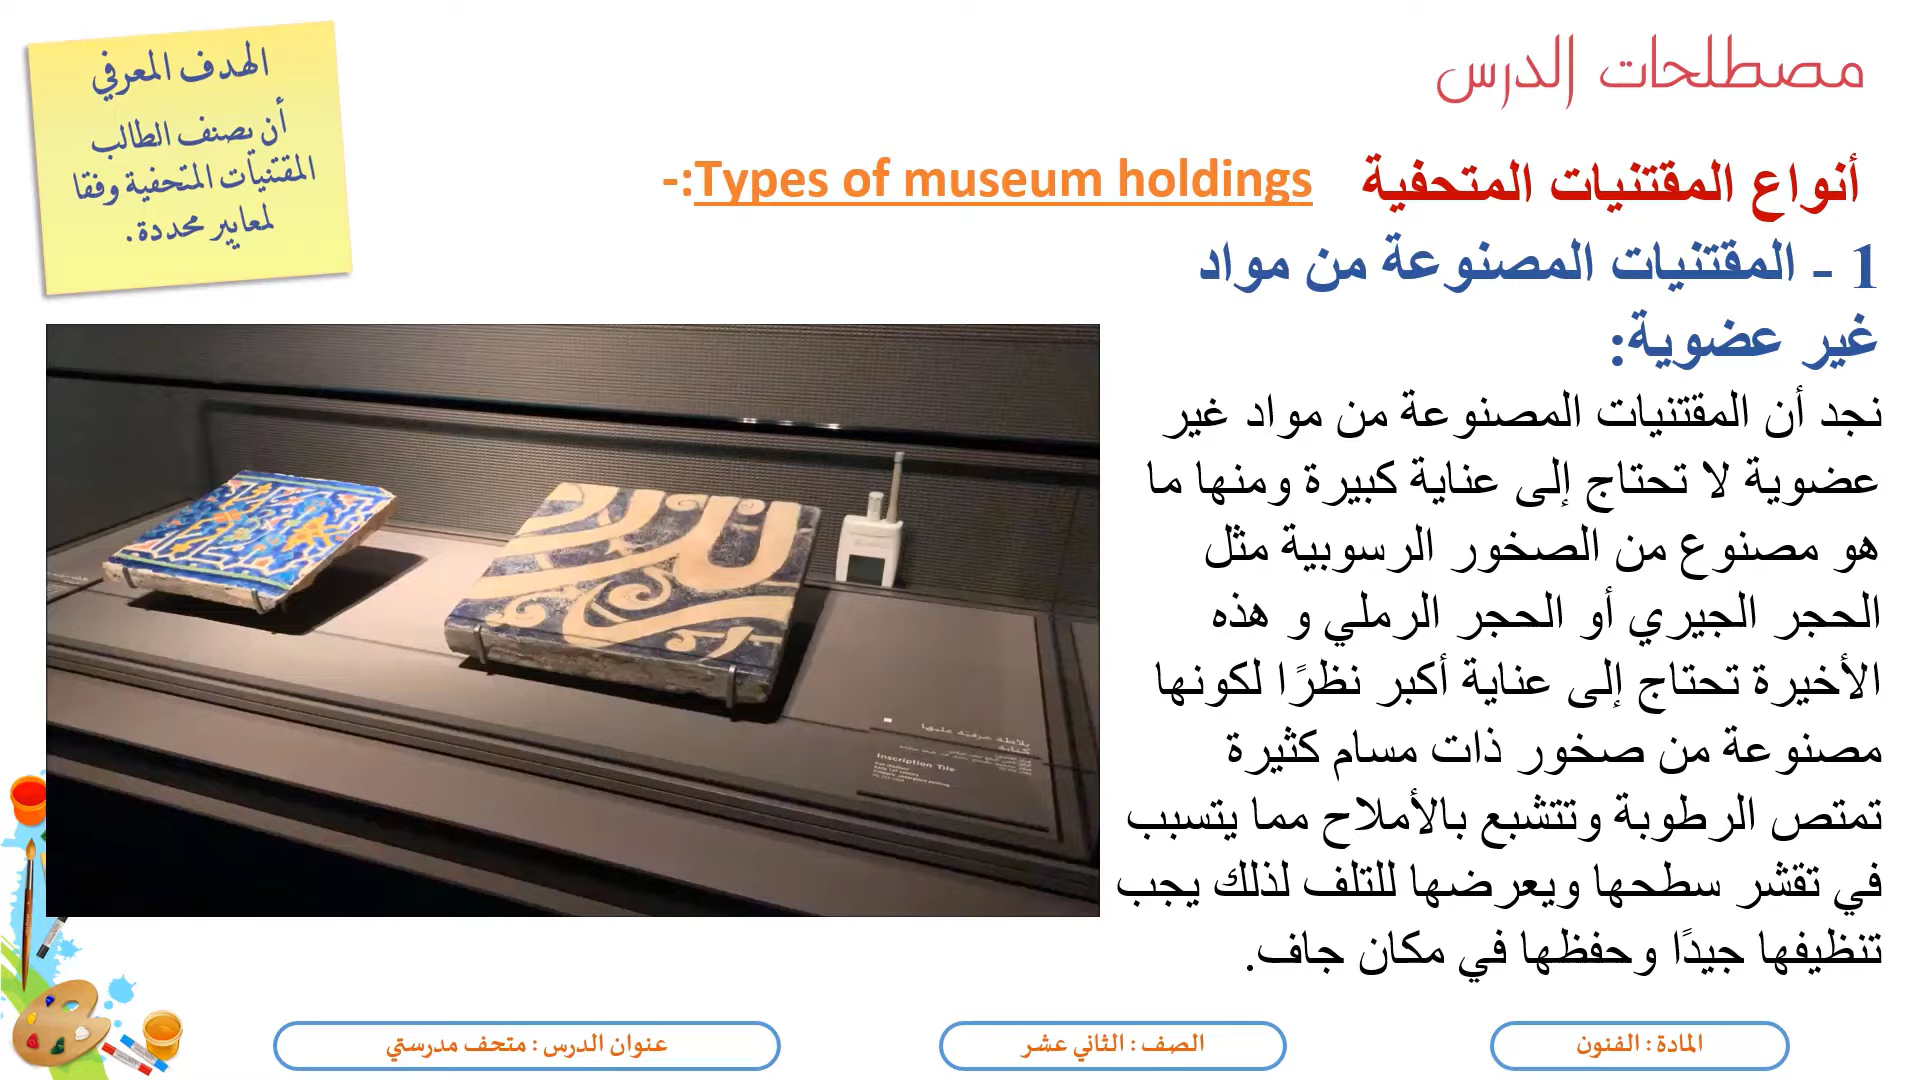 مصطلحات الدرس
الهدف المعرفي
أن يصنف الطالب
المقتنيات المتحفية وفقا
لمعايير محددة.
أنواع المقتنيات المتحفية Types of museum holdings:-
1 - المقتنيات المصنوعة من مواد
غير عضوية:
نجد أن المقتنيات المصنوعة من مواد غير
عضوية لا تحتاج إلى عناية كبيرة ومنها ما
هو مصنوع من الصخور الرسوبية مثل
الحجر الجيري أو الحجر الرملي و هذه
الأخيرة تحتاج إلى عناية أكبر نظرًا لكونها
مصنوعة من صخور ذات مسام كثيرة
تمتص الرطوبة وتتشبع بالأملاح مما يتسبب
في تقشر سطحها ويعرضها للتلف لذلك يجب
تنظيفها جيدًا وحفظها في مكان جاف.
بلاطة خزفية عليها
كتابة
Inscription Tile
المادة : الفنون
الصف : الثاني عشر
عنوان الدرس : متحف مدرستي